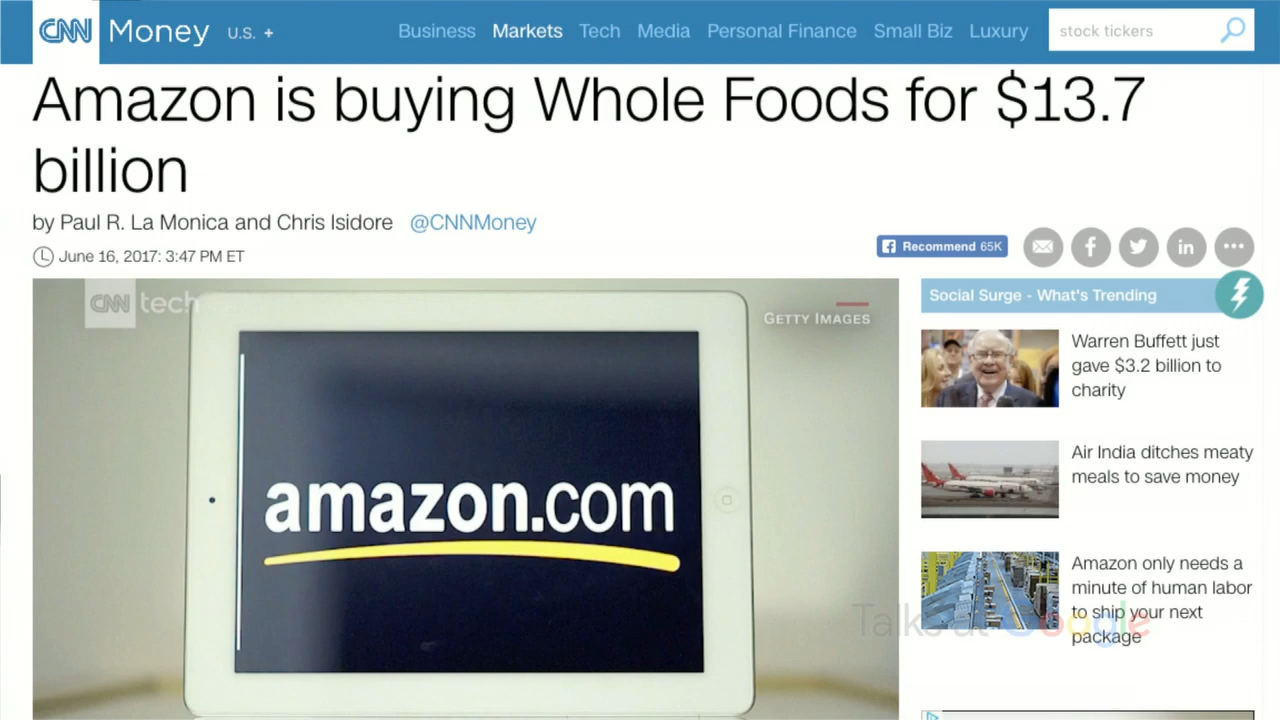 CNN Money U.S. +
Business Markets Tech Media Personal Finance Small Biz Luxury
stock tickers
Amazon is buying Whole Foods for $13.7
billion
by Paul R. La Monica and Chris Isidore @CNNMoney
June 16, 2017: 3:47 PM ET
Recommend 65K
in
CNN tech
GETTY IMAGES
amazon.com
Social Surge - What's Trending
Warren Buffett just
gave $3.2 billion to
charity
Air India ditches meaty
meals to save money
Amazon only needs a
minute of human labor
to ship your next
package
Talks at Google